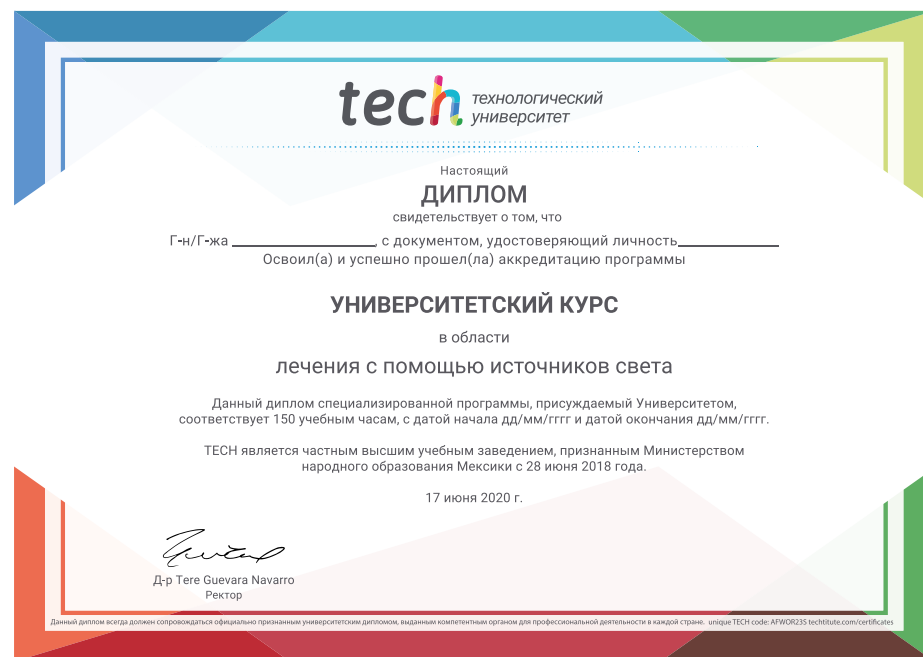 tech технологический
университет
Настоящий
ДИПЛОМ
свидетельствует о том, что
Г-н/Г-жа ____________________, с документом, удостоверяющий личность______________
Освоил(а) и успешно прошел(ла) аккредитацию программы
УНИВЕРСИТЕТСКИЙ КУРС
в области
лечения с помощью источников света
Данный диплом специализированной программы, присуждаемый Университетом,
соответствует 150 учебным часам, с датой начала дд/мм/гггг и датой окончания дд/мм/гггг.
TECH является частным высшим учебным заведением, признанным Министерством
народного образования Мексики с 28 июня 2018 года.
17 июня 2020 г.
Д-р Tere Guevara Navarro
Ректор
Данный диплом всегда должен сопровождаться официально признанным университетским дипломом, выданным компетентным органом для профессиональной деятельности в каждой стране. unique TECH code: AFWOR23S techtitute.com/certificates